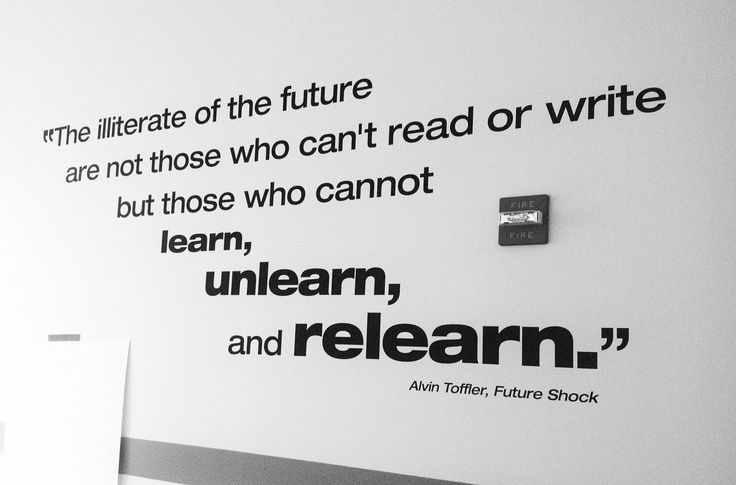 "The illiterate of the future
are not those who can't read or write
but those who cannot
learn,
unlearn,
and relearn.”
Alvin Toffler, Future Shock
FIRE
FIRE